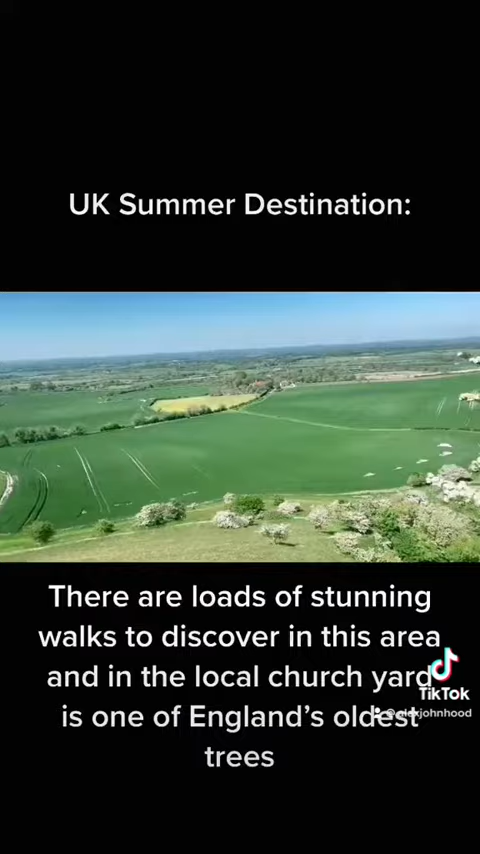 UK Summer Destination:
There are loads of stunning
walks to discover in this area
and in the local church yard
is one of England's oldest
trees
TikTok
@alexjohnhood